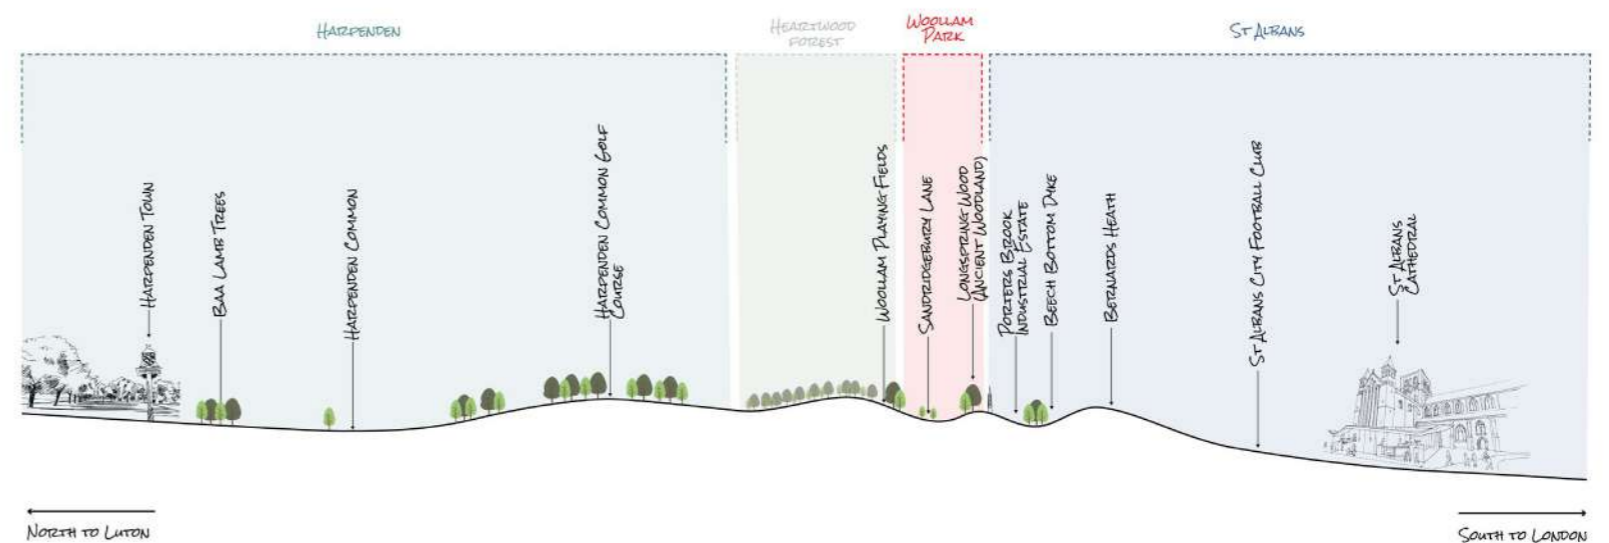 HARPENDEN
HEARTWOOD
FOREST
WOOLLAM
PARK
ST ALBANS
HARPENDEN TOWN
BAA LAMB TREES
HARPENDEN COMMON
HARPENDEN COMMON GOLF
COURSE
WOOLLAM PLAYING FIELDS
SANDRIDGEBURY LANE
LONGSPRING WOOD
(ANCIENT WOODLAND)
PORTERS BROOK
INDUSTRIAL ESTATE
BEECH BOTTOM DYKE
BERNARDS HEATH
ST ALBANS CITY FOOTBALL CLUB
ST ALBANS
CATHEDRAL
NORTH TO LUTON
SOUTH TO LONDON